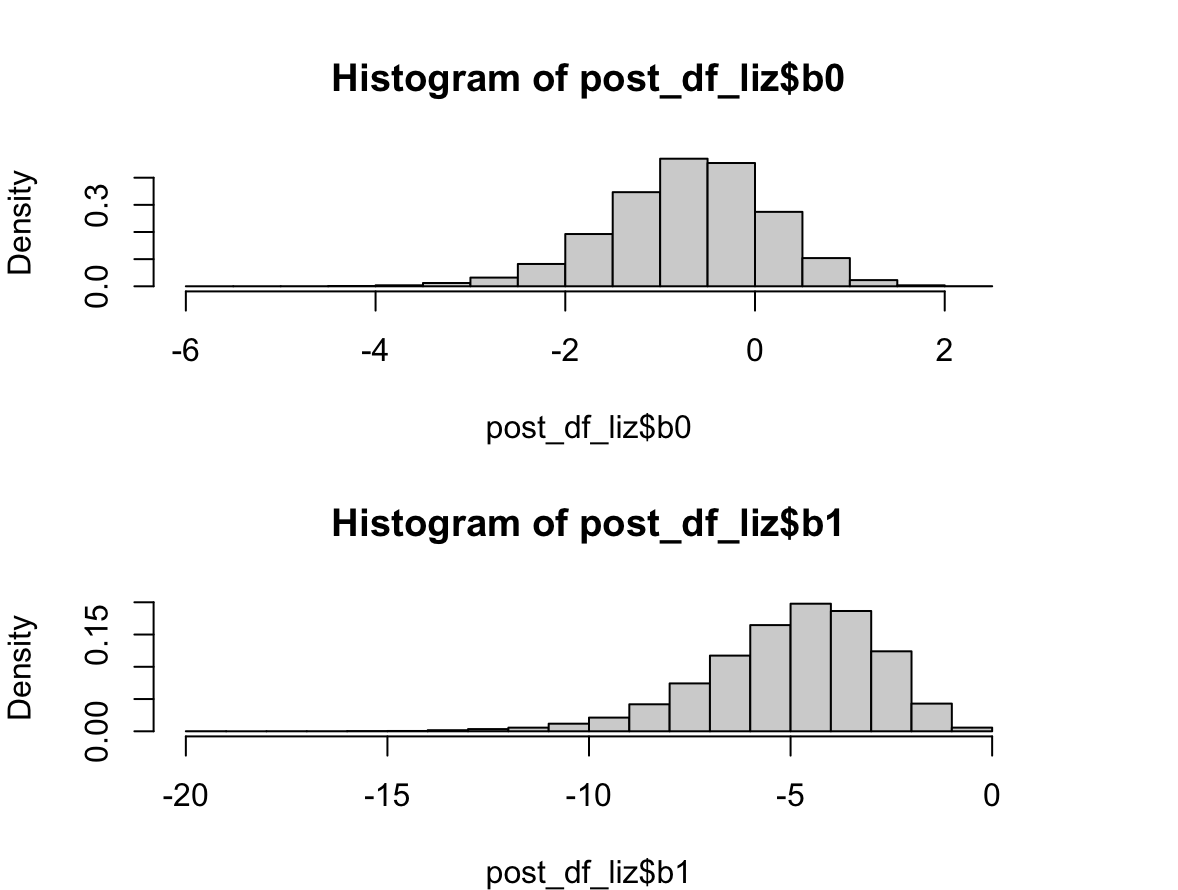 Histogram of post_df_liz$b0
Density
0.0 0.3
-6 -4 -2 0 2
post_df_liz$b0
Histogram of post_df_liz$b1
Density
0.00 0.15
-20 -15 -10 -5 0
post_df_liz$b1